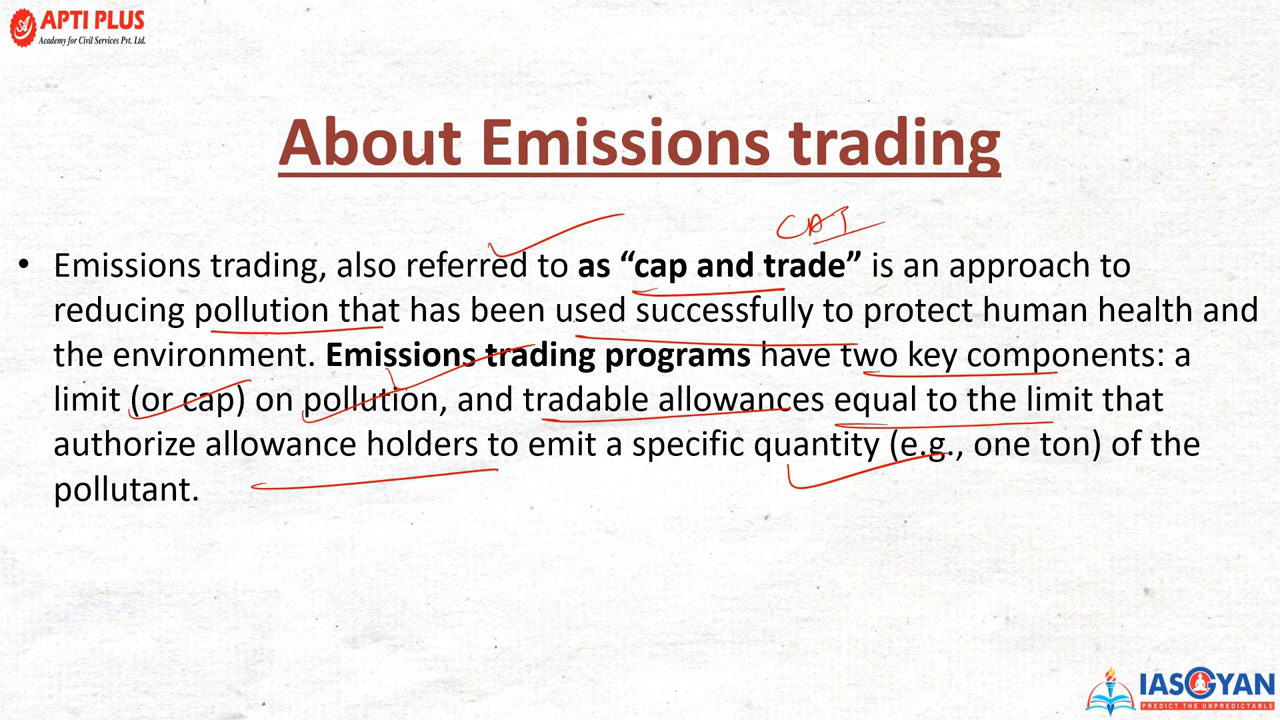 APTI PLUS
Academy for Civil Services Pvt. Ltd.
About Emissions trading
CAT
• Emissions trading, also referred to as “cap and trade” is an approach to
reducing pollution that has been used successfully to protect human health and
the environment. Emissions trading programs have two key components: a
limit (or cap) on pollution, and tradable allowances equal to the limit that
authorize allowance holders to emit a specific quantity (e.g., one ton) of the
pollutant.
IASGYAN
PREDICT THE UNPREDICTABLE